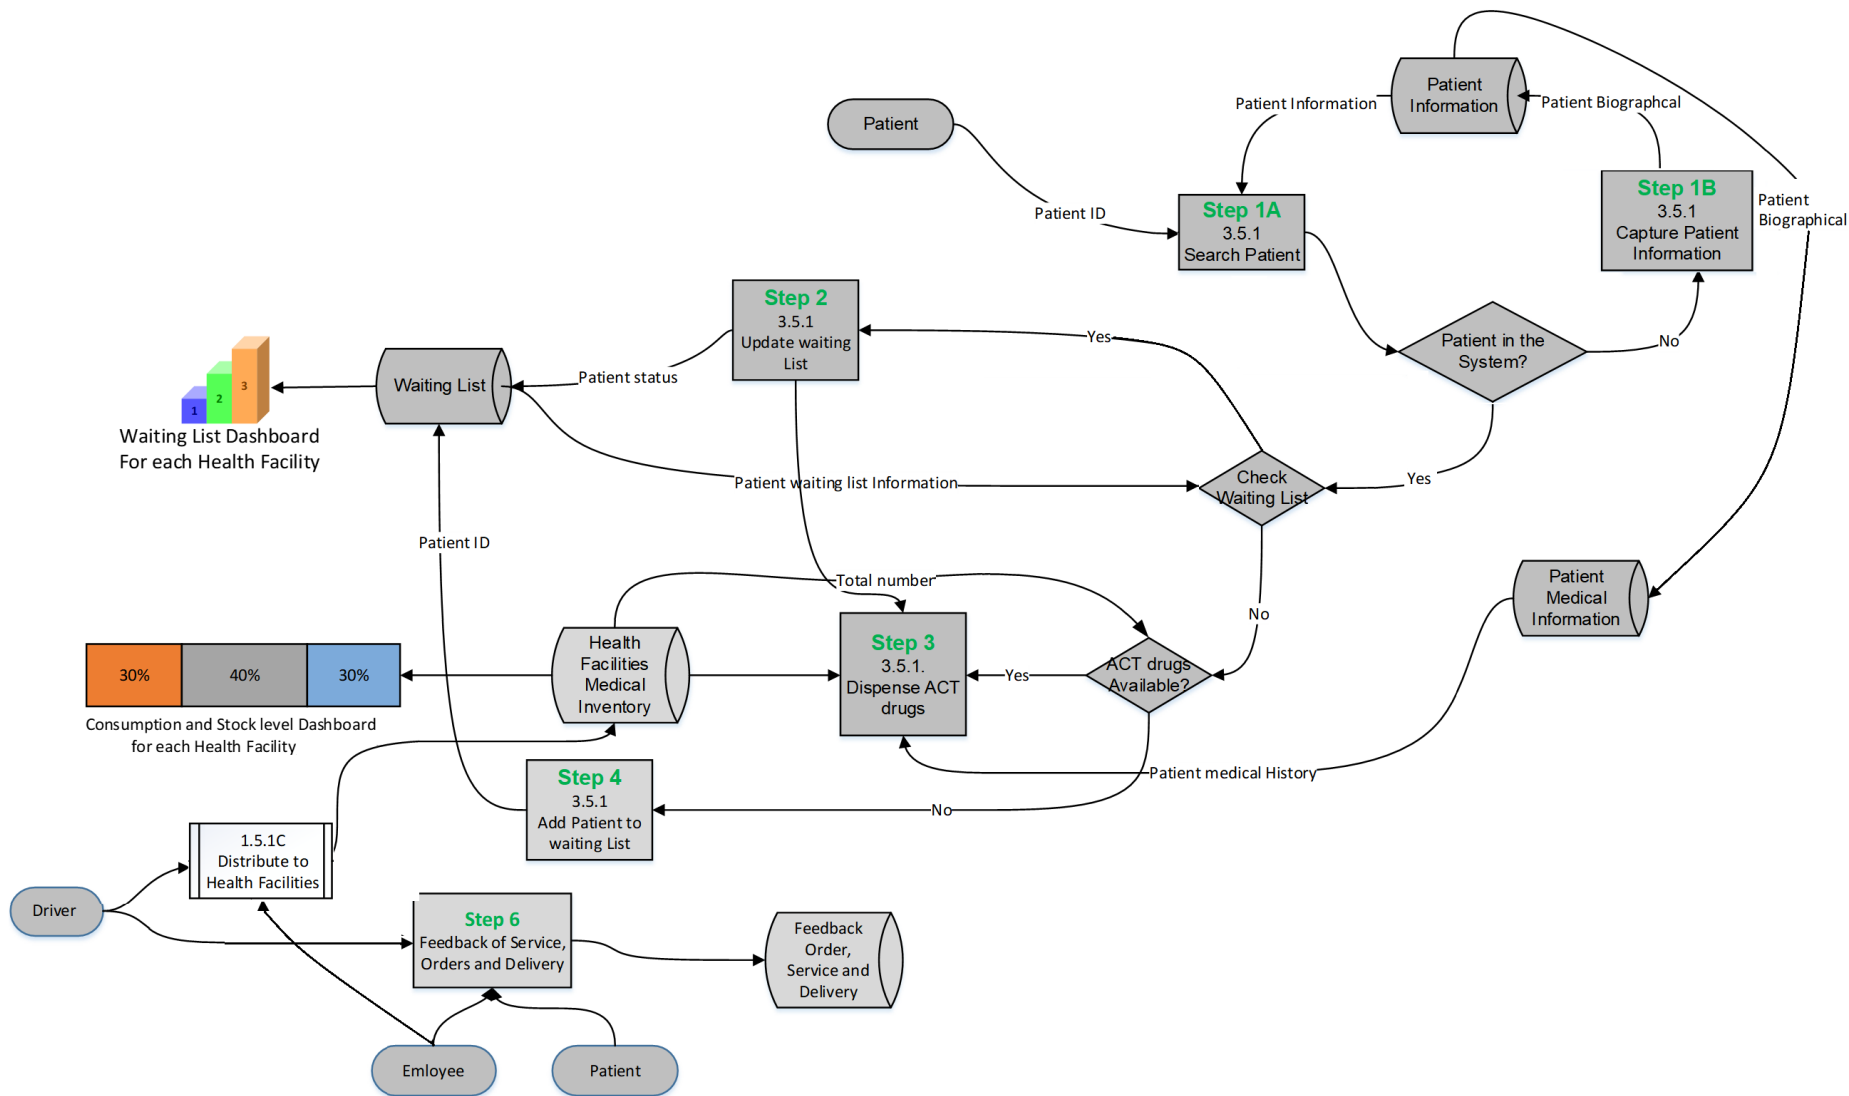 Patient
Information
Patient Information
Patient Biographcal
Patient
Step 1B
3.5.1
Capture Patient
Information
Patient
Biographical
Patient ID
Step 1A
3.5.1
Search Patient
Step 2
3.5.1
Update waiting
List
Yes
Patient in the
System?
No
Waiting List
Patient status
1
2
3
Waiting List Dashboard
For each Health Facility
Patient waiting list Information
Check
Waiting List
Yes
Patient ID
Total number
No
Patient
Medical
Information
30%
40%
30%
Consumption and Stock level Dashboard
for each Health Facility
Health
Facilities
Medical
Inventory
Step 3
3.5.1.
Dispense ACT
drugs
Yes
ACT drugs
Available?
Patient medical History
Step 4
3.5.1
Add Patient to
waiting List
No
1.5.1C
Distribute to
Health Facilities
Driver
Step 6
Feedback of Service,
Orders and Delivery
Feedback
Order,
Service and
Delivery
Emloyee
Patient